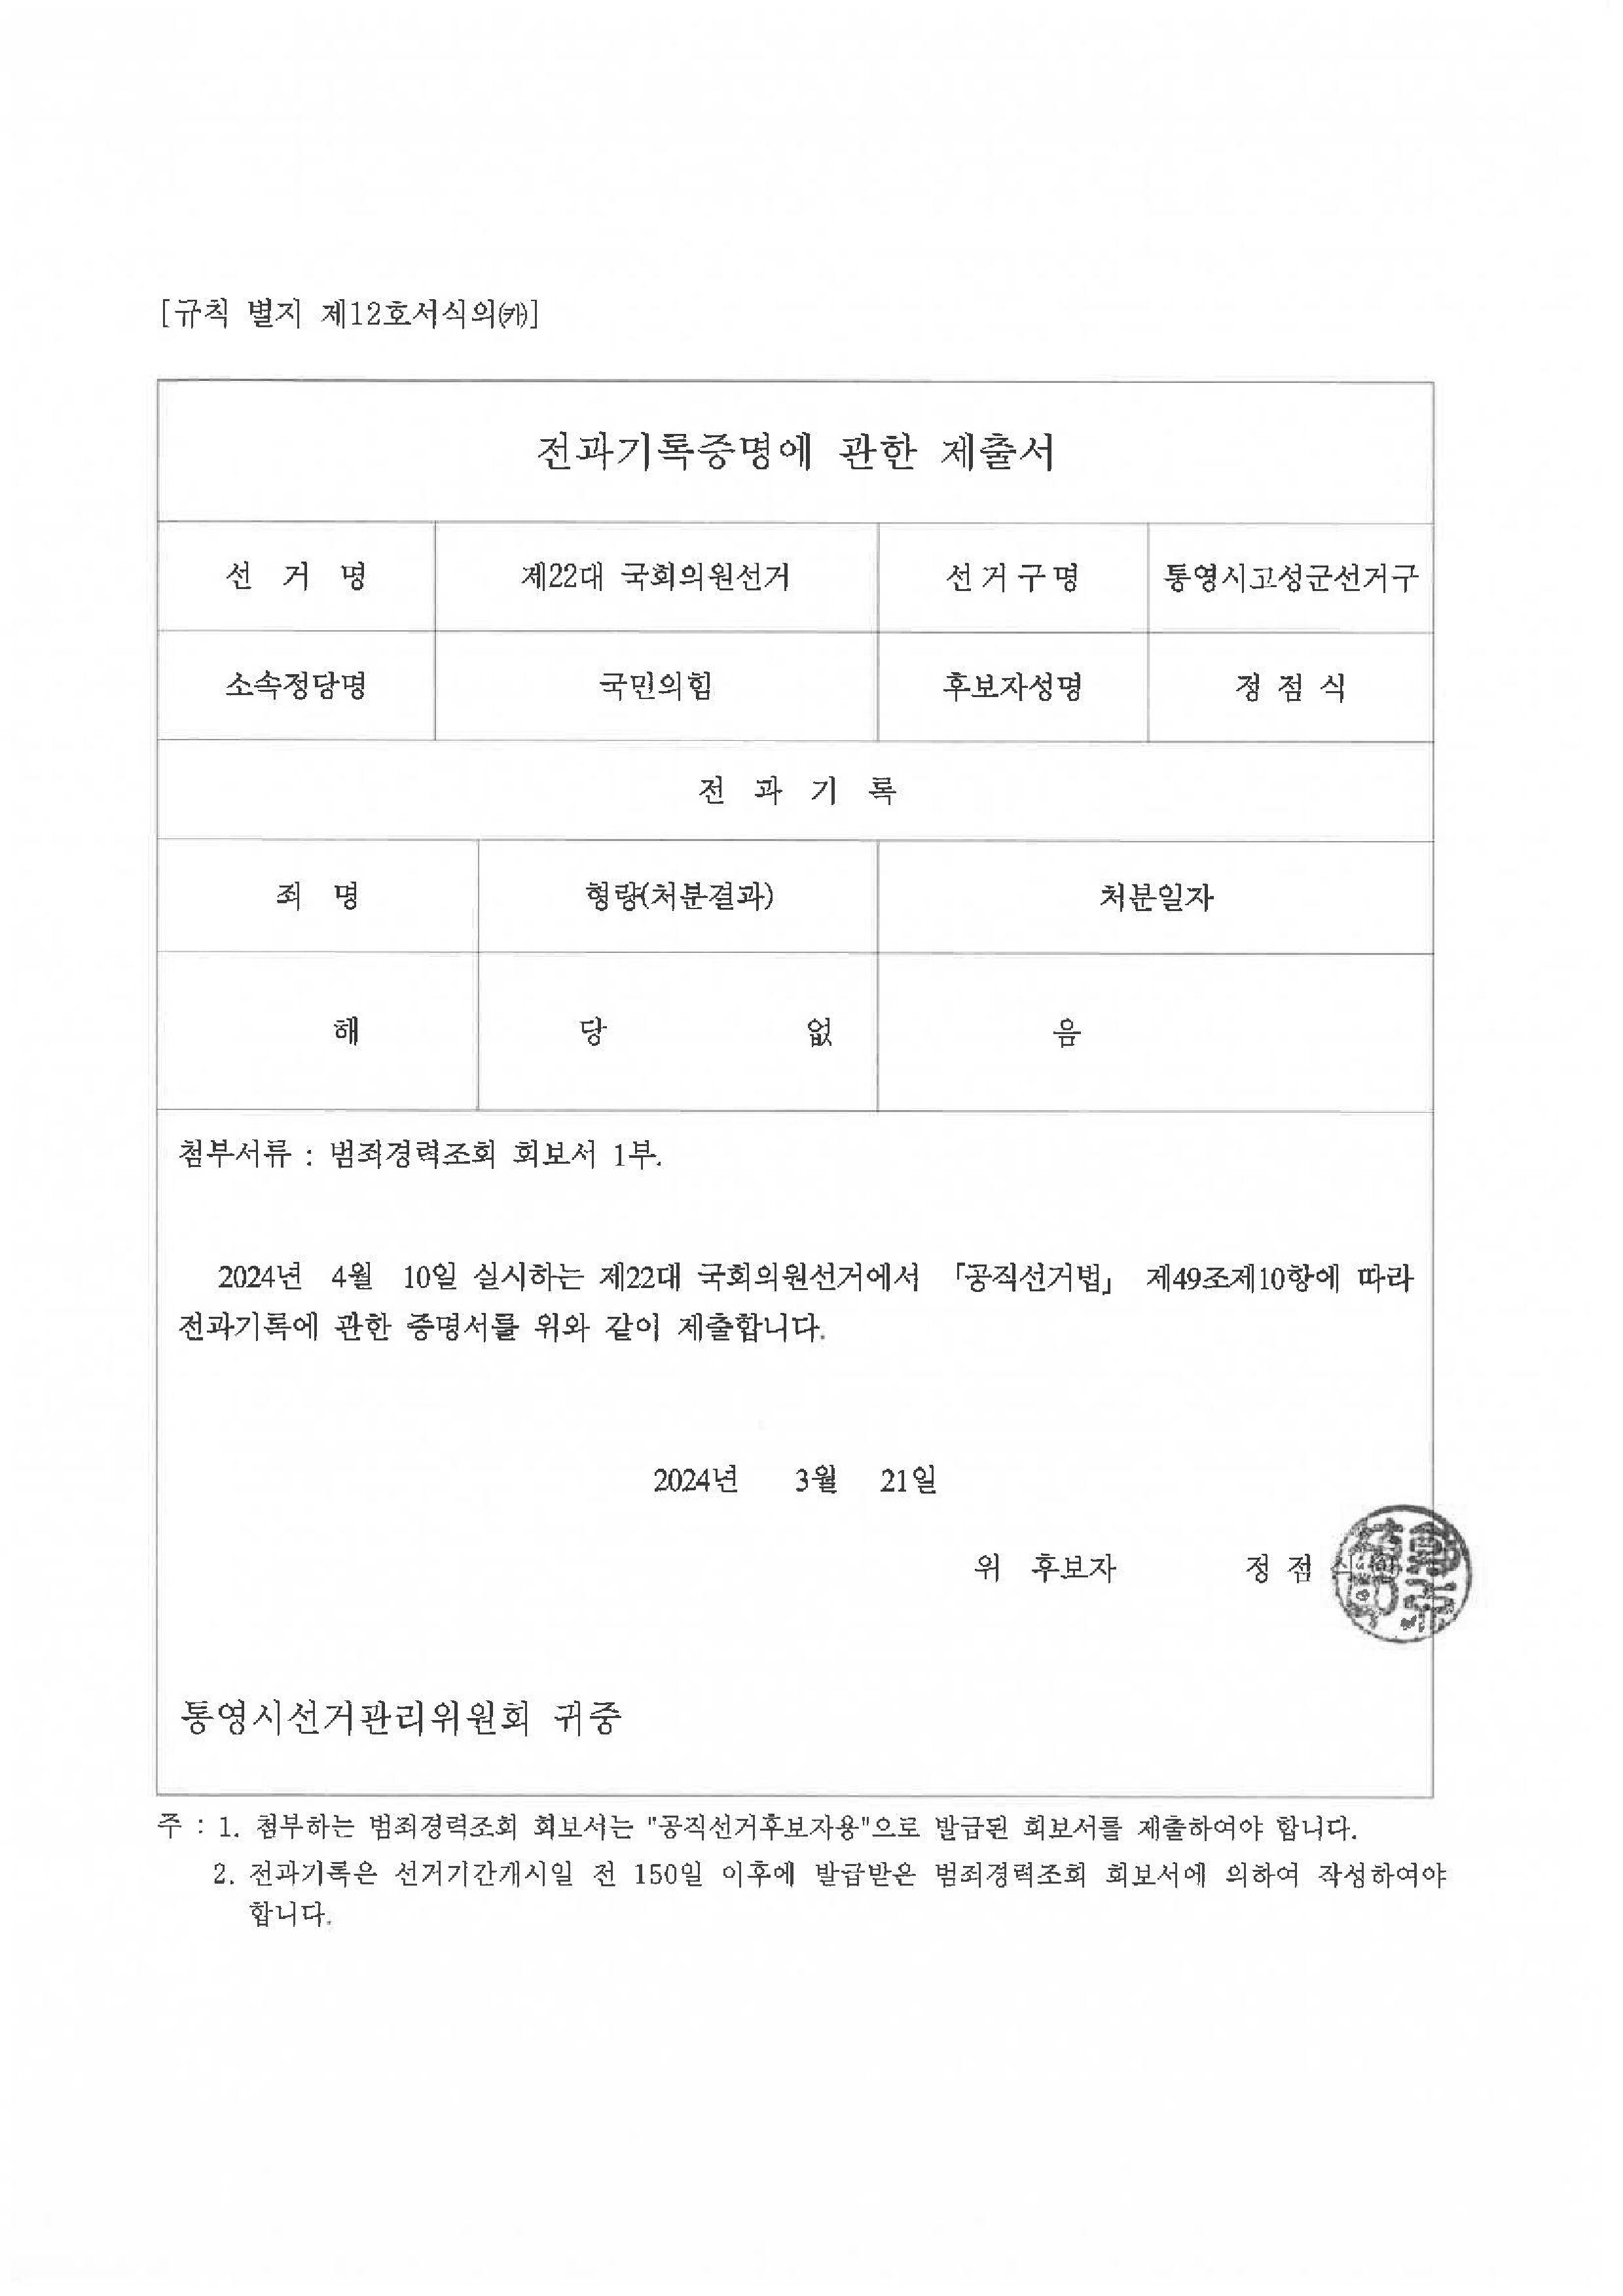 [규칙 별지 제12호서식의㈘]
전과기록증명에 관한 제출서
선 거 명 제22대 국회의원선거 선거구명 통영시고성군선거구
소속정당명 국민의힘 후보자성명 정 점 식
전 과 기 록
죄 명 형량(처분결과) 처분일자
해 당 없 음
첨부서류 : 범죄경력조회 회보서 1부.
2024년 4월 10일 실시하는 제22대 국회의원선거에서 「공직선거법」 제49조제10항에 따라
전과기록에 관한 증명서를 위와 같이 제출합니다.
2024년 3월 21일
위 후보자 정 점 식
통영시선거관리위원회 귀중
주 : 1. 첨부하는 범죄경력조회 회보서는 "공직선거후보자용"으로 발급된 회보서를 제출하여야 합니다.
2. 전과기록은 선거기간개시일 전 150일 이후에 발급받은 범죄경력조회 회보서에 의하여 작성하여야
합니다.